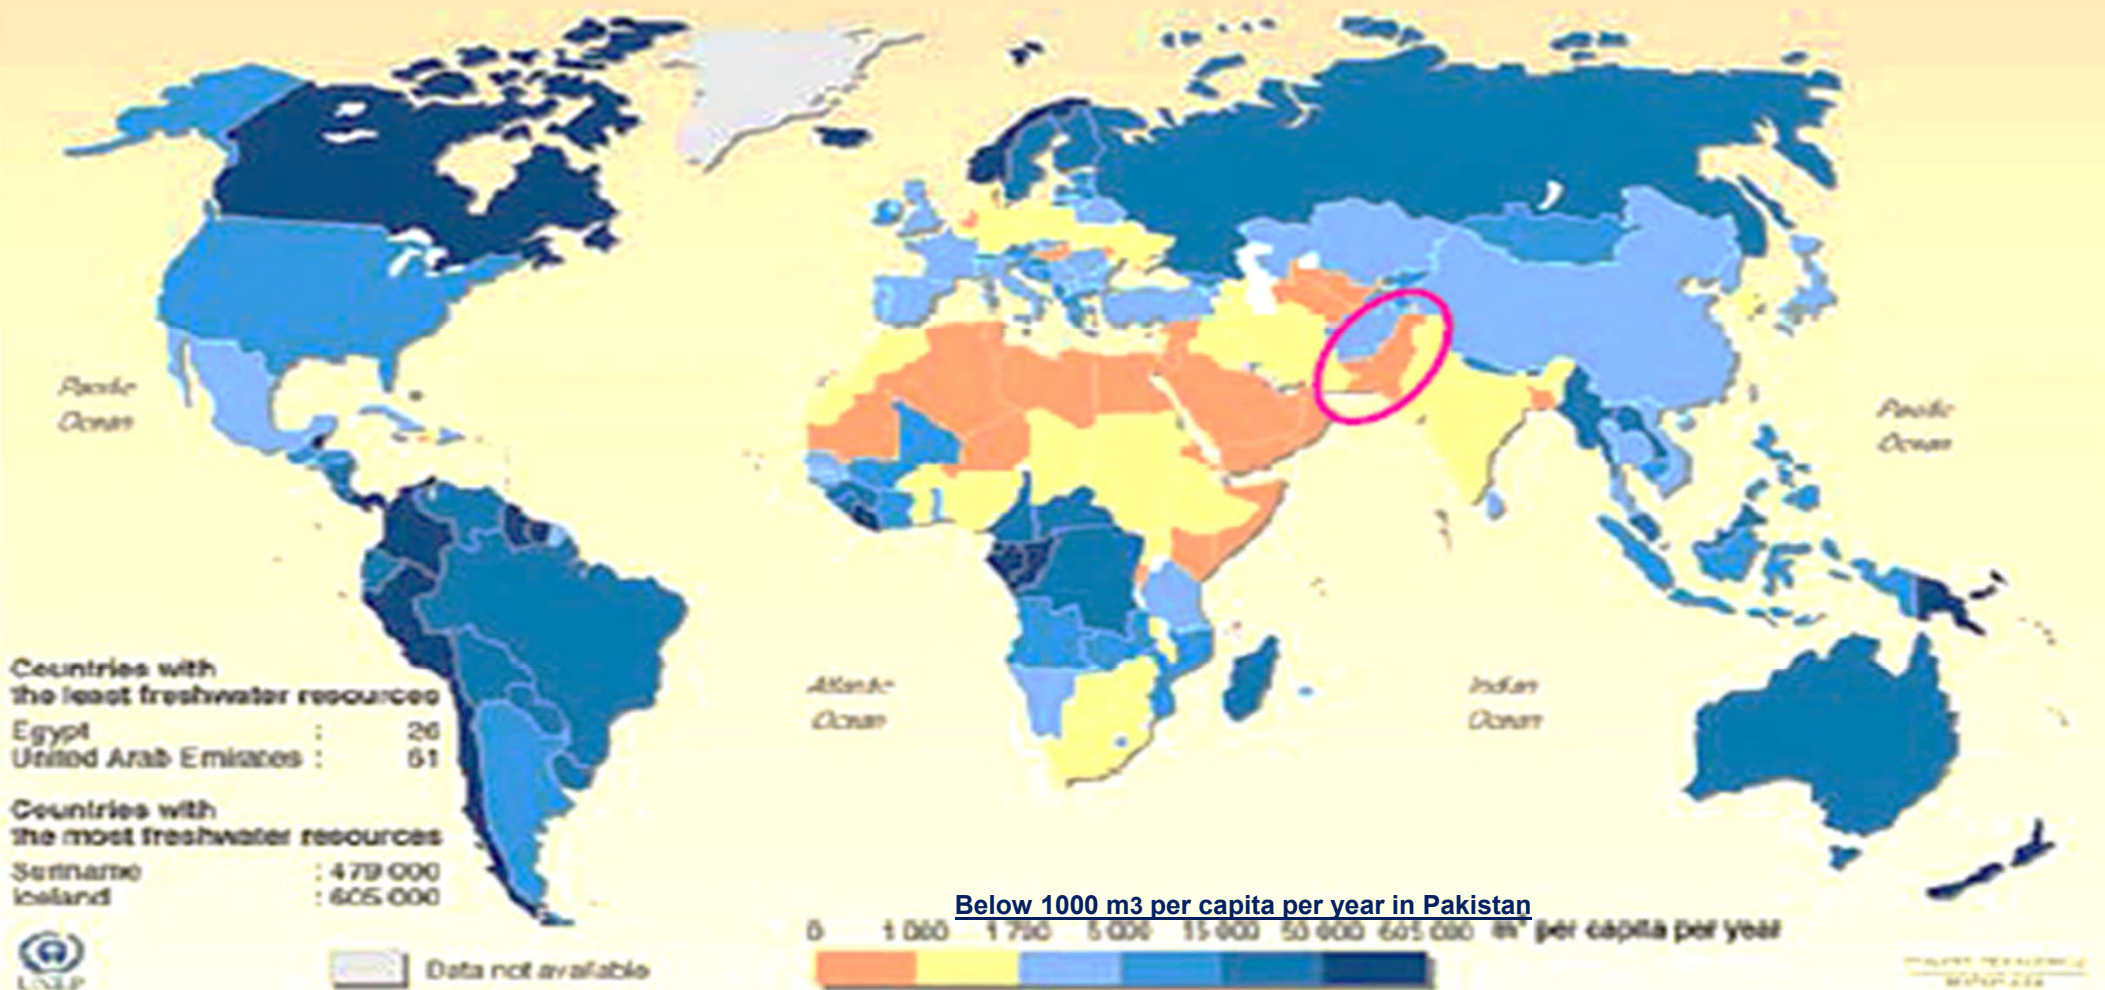 Pacific
Ocean
Pacific
Ocean
Atlantic
Ocean
Indian
Ocean
Countries with
the least freshwater resources
Egypt : 26
United Arab Emirates : 61
Countries with
the most freshwater resources
Suriname : 479 000
Iceland : 605 000
Below 1000 m3 per capita per year in Pakistan
0 1 000 1 700 5 000 15 000 50 000 605 000 m³ per capita per year
Data not available
UNEP